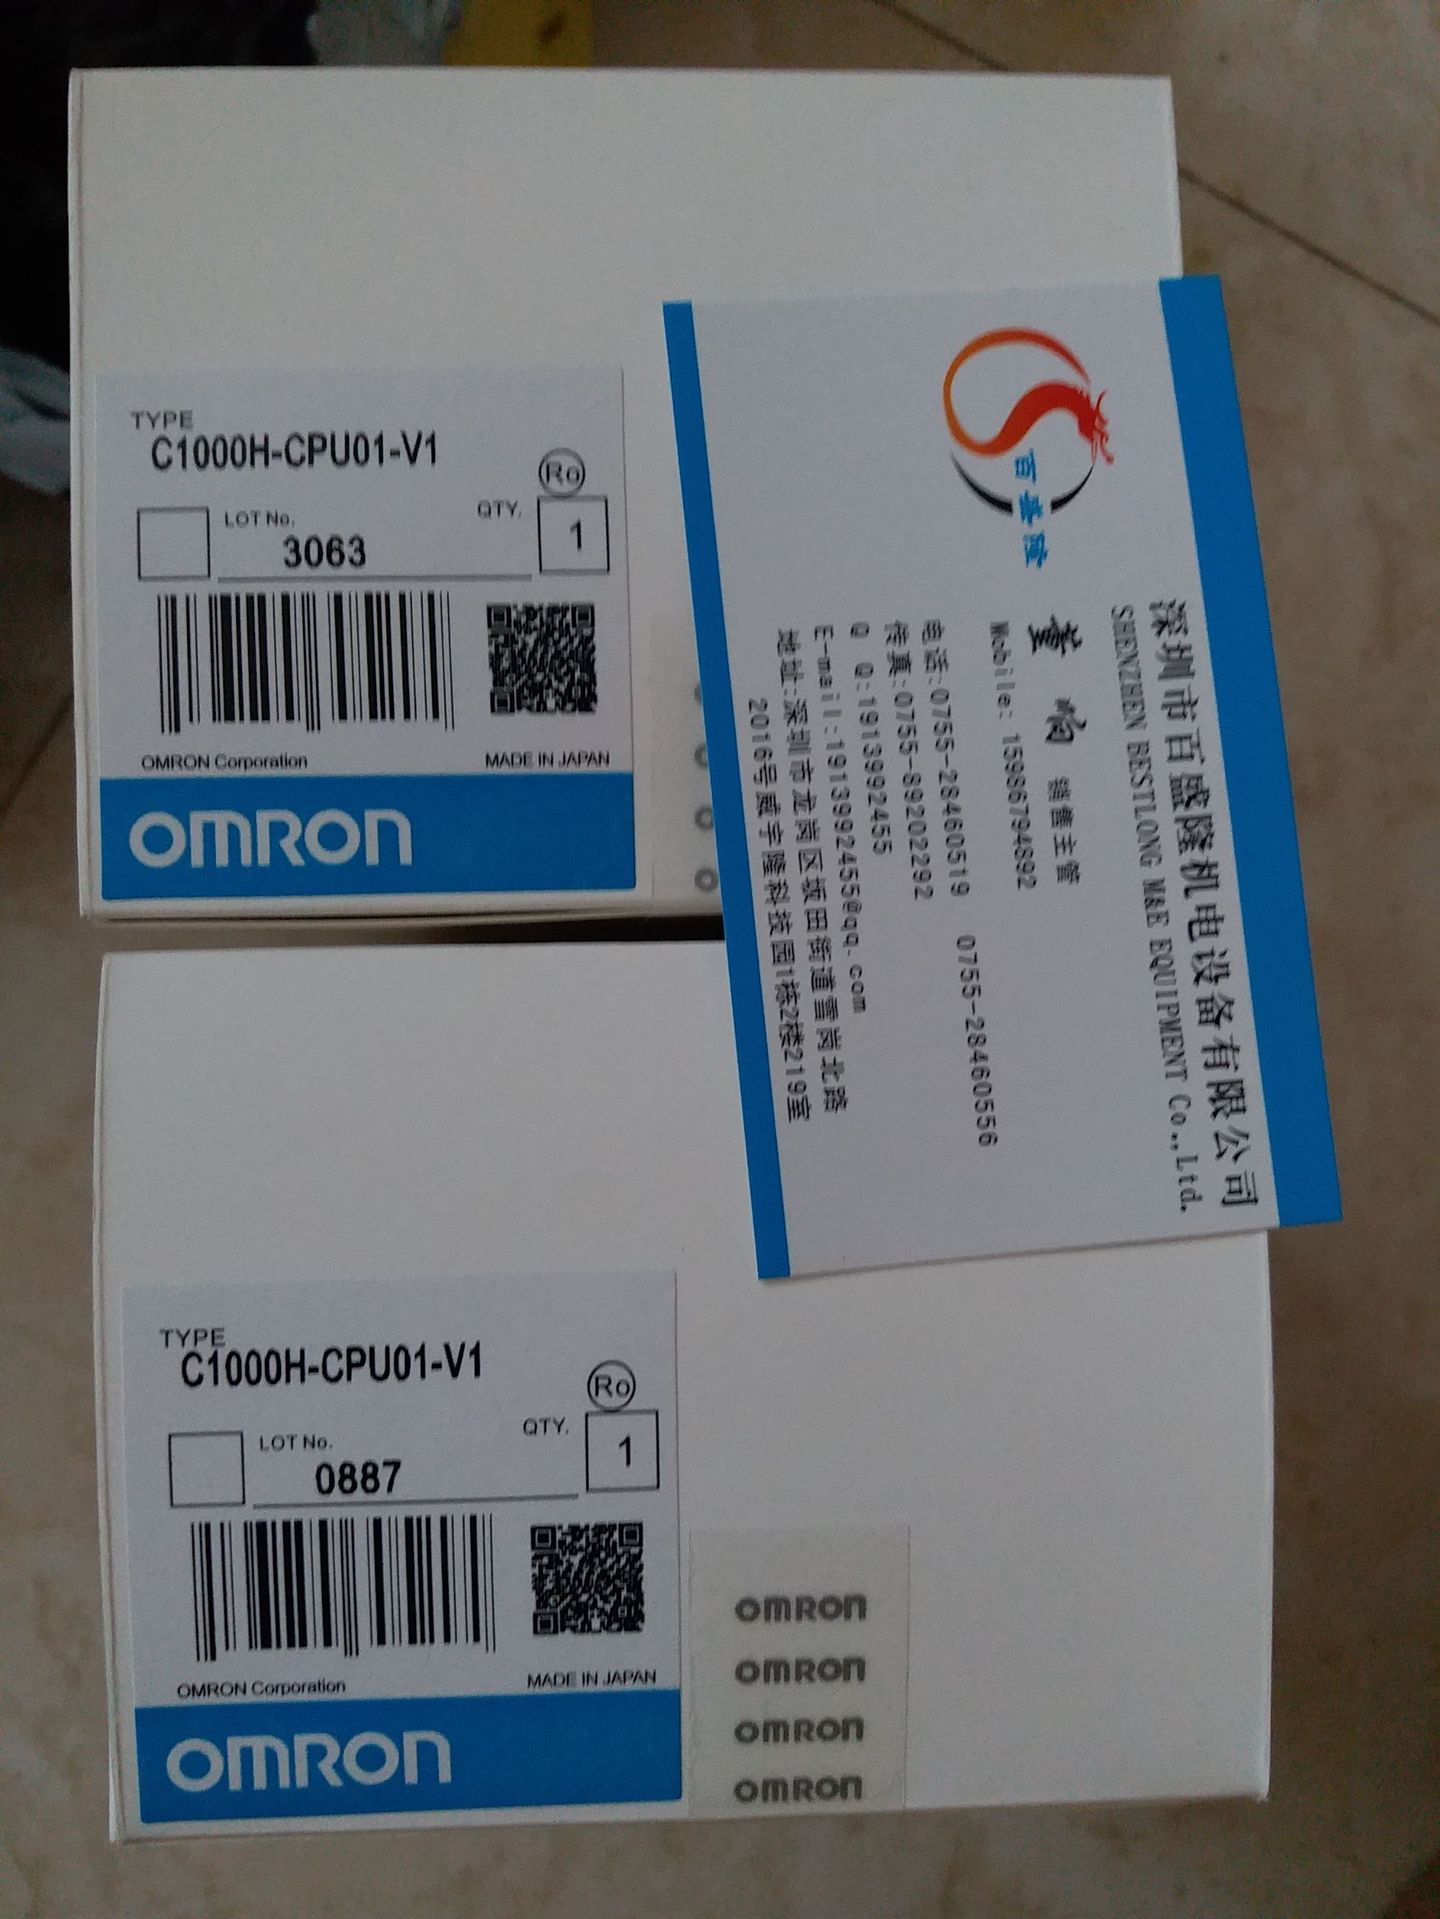 TYPE
C1000H-CPU01-V1
Ro
LOT No.
3063
QTY.
1
OMRON Corporation
MADE IN JAPAN
OMRON
百盛隆
深圳市百盛隆机电设备有限公司
SHENZHEN BESTLONG M&E EQUIPMENT Co.,Ltd.
销售主管
Mobile: 15986794892
电话:0755-28460519 0755-28460556
传真:0755-89202292
Q Q:1913992455
E-mail:1913992455@qq.com
地址:深圳市龙岗区坂田街道雪岗北路
2016号威宇隆科技园1栋2楼219室
TYPE
C1000H-CPU01-V1
Ro
LOT No.
0887
QTY.
1
OMRON Corporation
MADE IN JAPAN
OMRON
OMRON
OMRON
OMRON
OMRON